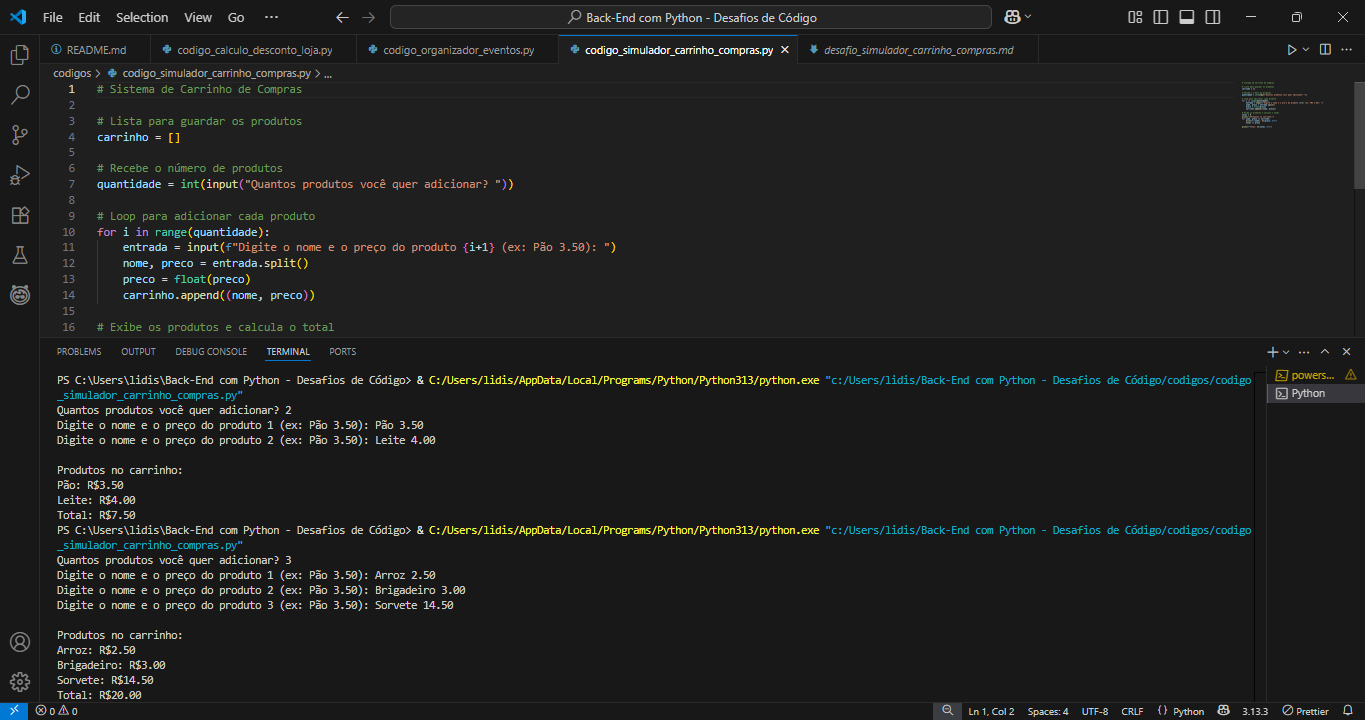 File Edit Selection View Go ··· Back-End com Python - Desafios de Código
README.md codigo_calculo_desconto_loja.py codigo_organizador_eventos.py codigo_simulador_carrinho_compras.py desafio_simulador_carrinho_compras.md
codigos > codigo_simulador_carrinho_compras.py > ...
1 # Sistema de Carrinho de Compras
2
3 # Lista para guardar os produtos
4 carrinho = []
5
6 # Recebe o número de produtos
7 quantidade = int(input("Quantos produtos você quer adicionar? "))
8
9 # Loop para adicionar cada produto
10 for i in range(quantidade):
11     entrada = input(f"Digite o nome e o preço do produto {i+1} (ex: Pão 3.50): ")
12     nome, preco = entrada.split()
13     preco = float(preco)
14     carrinho.append((nome, preco))
15
16 # Exibe os produtos e calcula o total
PROBLEMS OUTPUT DEBUG CONSOLE TERMINAL PORTS
PS C:\Users\lidis\Back-End com Python - Desafios de Código> & C:/Users/lidis/AppData/Local/Programs/Python/Python313/python.exe "c:/Users/lidis/Back-End com Python - Desafios de Código/codigos/codigo
_simulador_carrinho_compras.py"
Quantos produtos você quer adicionar? 2
Digite o nome e o preço do produto 1 (ex: Pão 3.50): Pão 3.50
Digite o nome e o preço do produto 2 (ex: Pão 3.50): Leite 4.00
Produtos no carrinho:
Pão: R$3.50
Leite: R$4.00
Total: R$7.50
PS C:\Users\lidis\Back-End com Python - Desafios de Código> & C:/Users/lidis/AppData/Local/Programs/Python/Python313/python.exe "c:/Users/lidis/Back-End com Python - Desafios de Código/codigos/codigo
_simulador_carrinho_compras.py"
Quantos produtos você quer adicionar? 3
Digite o nome e o preço do produto 1 (ex: Pão 3.50): Arroz 2.50
Digite o nome e o preço do produto 2 (ex: Pão 3.50): Brigadeiro 3.00
Digite o nome e o preço do produto 3 (ex: Pão 3.50): Sorvete 14.50
Produtos no carrinho:
Arroz: R$2.50
Brigadeiro: R$3.00
Sorvete: R$14.50
Total: R$20.00
powers...
Python
0 0 Ln 1, Col 2 Spaces: 4 UTF-8 CRLF {} Python 3.13.3 Prettier